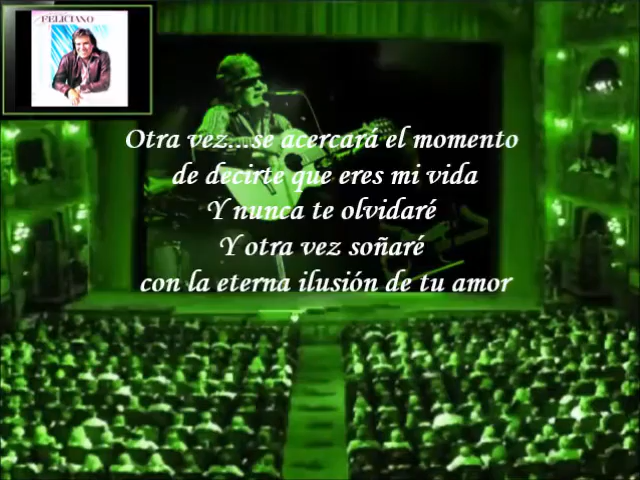 FELICIANO
Otra vez...se acercará el momento
de decirte que eres mi vida
Y nunca te olvidaré
Y otra vez soñaré
con la eterna ilusión de tu amor